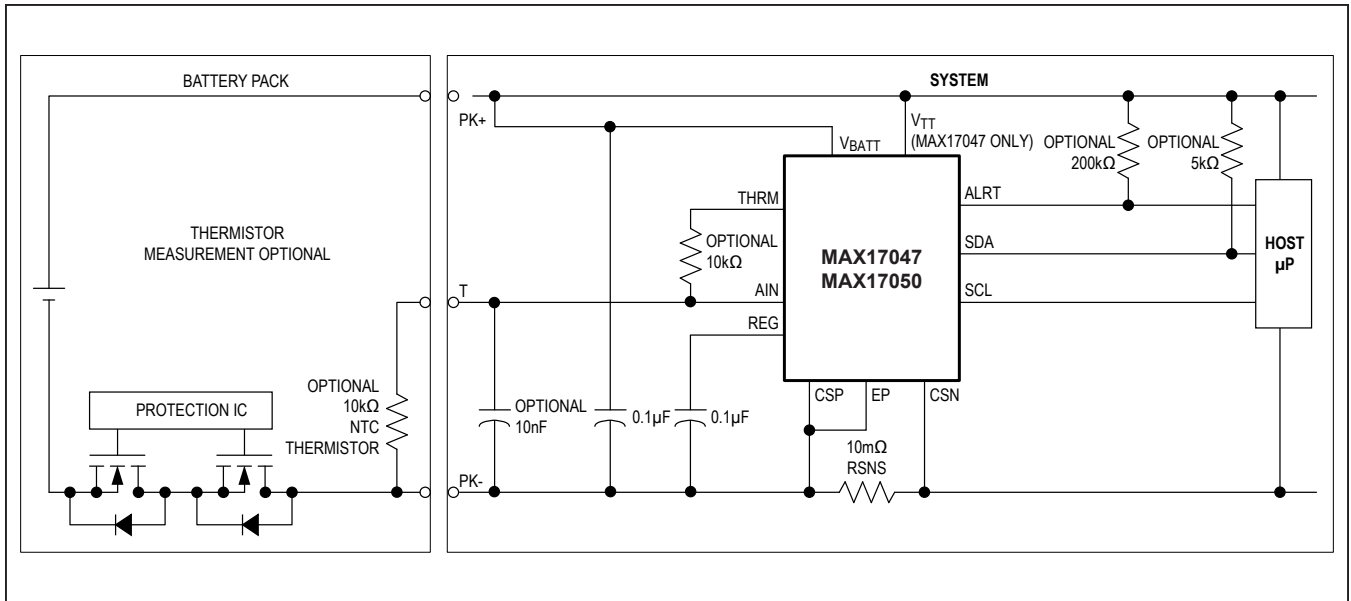 BATTERY PACK
THERMISTOR
MEASUREMENT OPTIONAL
PROTECTION IC
OPTIONAL
10kΩ
NTC
THERMISTOR
SYSTEM
PK+
T
PK-
VBATT
VTT
(MAX17047 ONLY)
OPTIONAL
200kΩ
OPTIONAL
5kΩ
THRM
OPTIONAL
10kΩ
AIN
REG
MAX17047
MAX17050
ALRT
SDA
SCL
HOST
µP
CSP
EP
CSN
OPTIONAL
10nF
0.1µF
0.1µF
10mΩ
RSNS